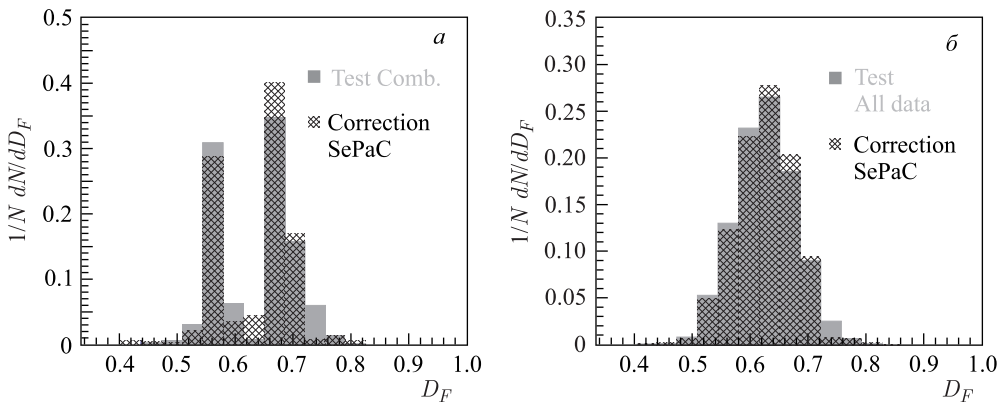 0.5
а
Test Comb.
0.4
Correction
SePaC
0.3
0.2
0.1
0
0.4 0.5 0.6 0.7 0.8 0.9 1.0
1/N dN/dD_F
D_F
0.35
б
0.30
Test
All data
0.25
Correction
SePaC
0.20
0.15
0.10
0.05
0
0.4 0.5 0.6 0.7 0.8 0.9 1.0
1/N dN/dD_F
D_F